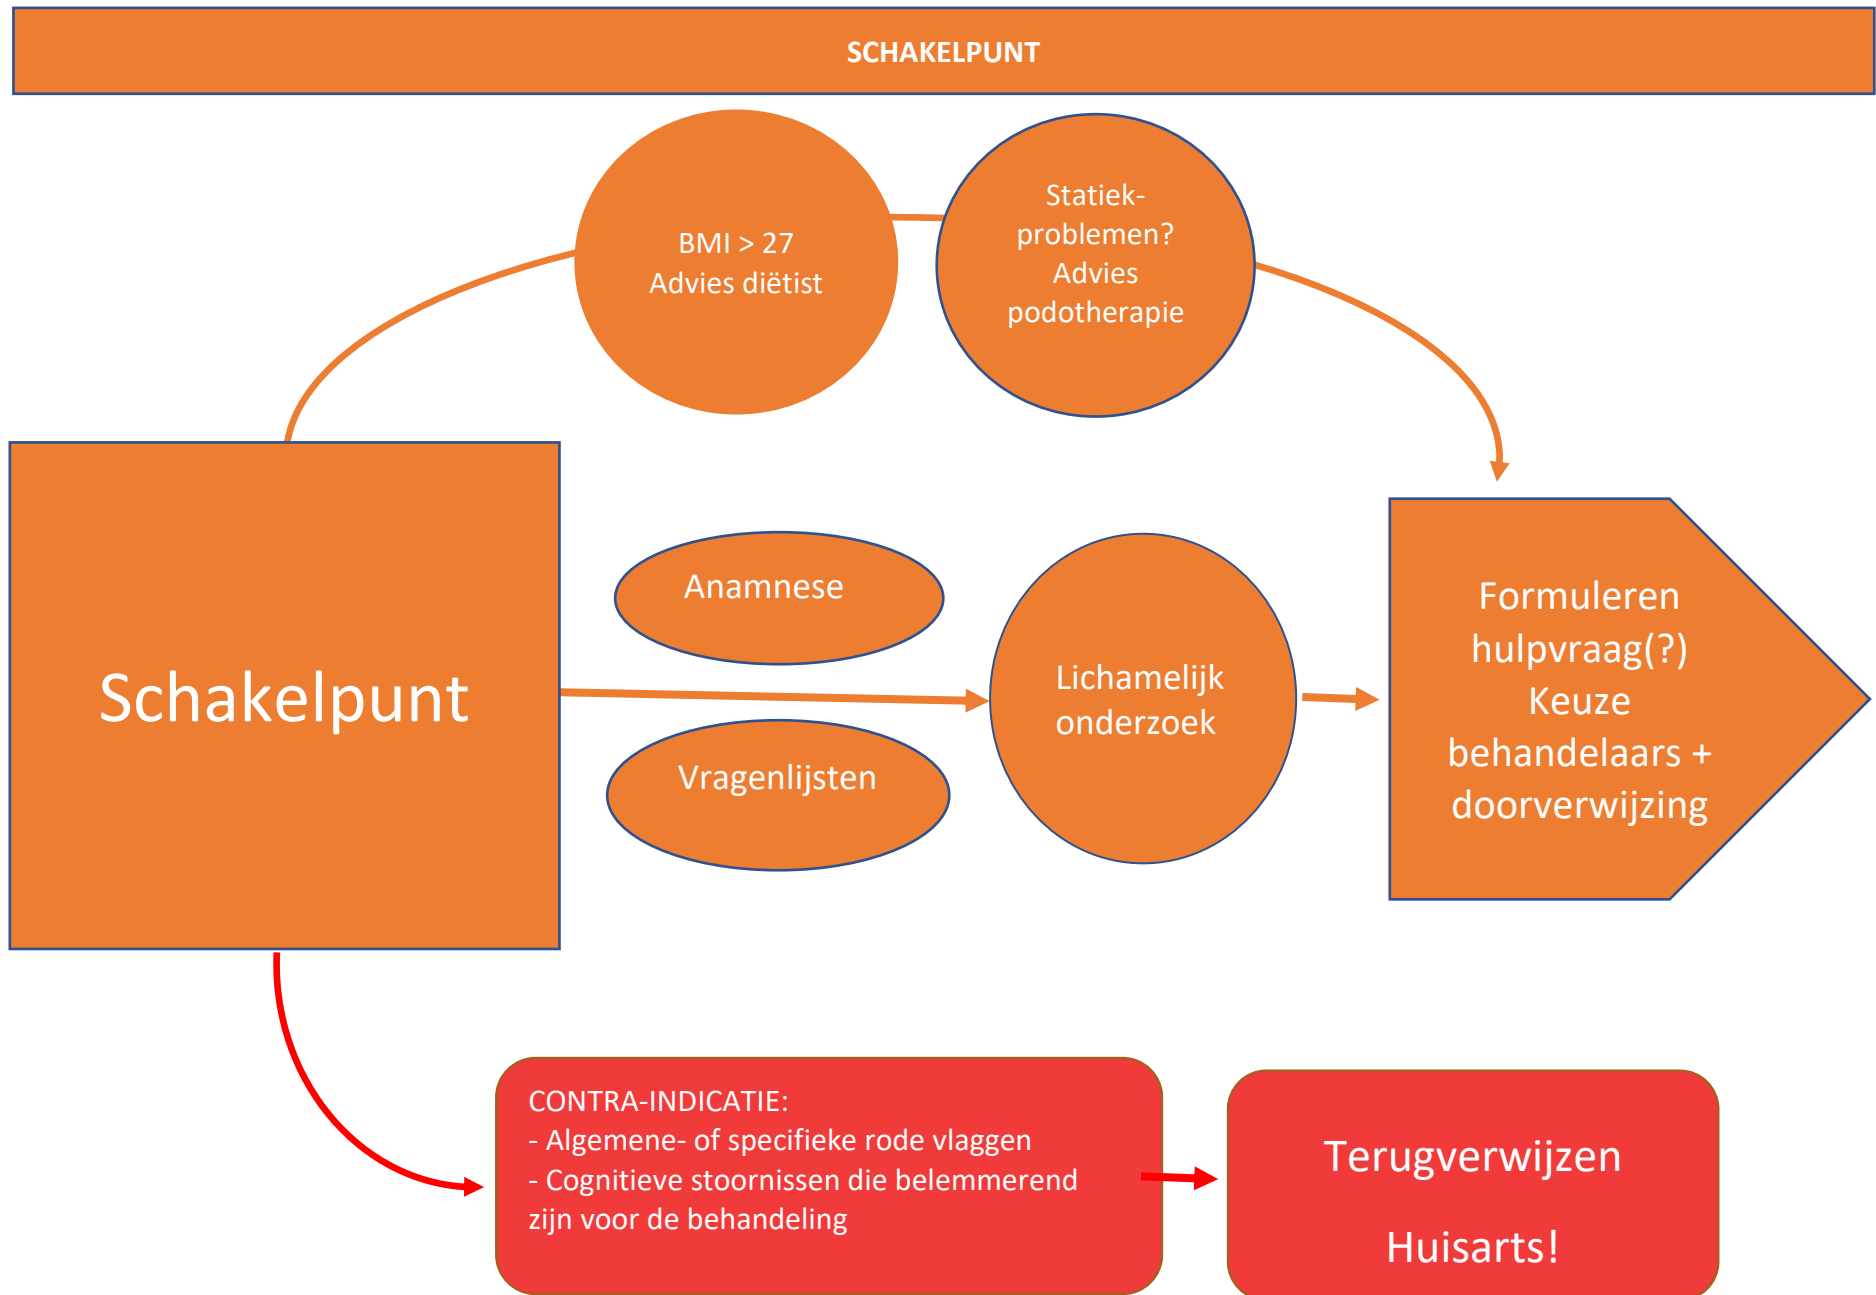 SCHAKELPUNT
BMI > 27
Advies diëtist
Statiek-
problemen?
Advies
podotherapie
Schakelpunt
Anamnese
Vragenlijsten
Lichamelijk
onderzoek
Formuleren
hulpvraag(?)
Keuze
behandelaars +
doorverwijzing
CONTRA-INDICATIE:
- Algemene- of specifieke rode vlaggen
- Cognitieve stoornissen die belemmerend
zijn voor de behandeling
Terugverwijzen
Huisarts!